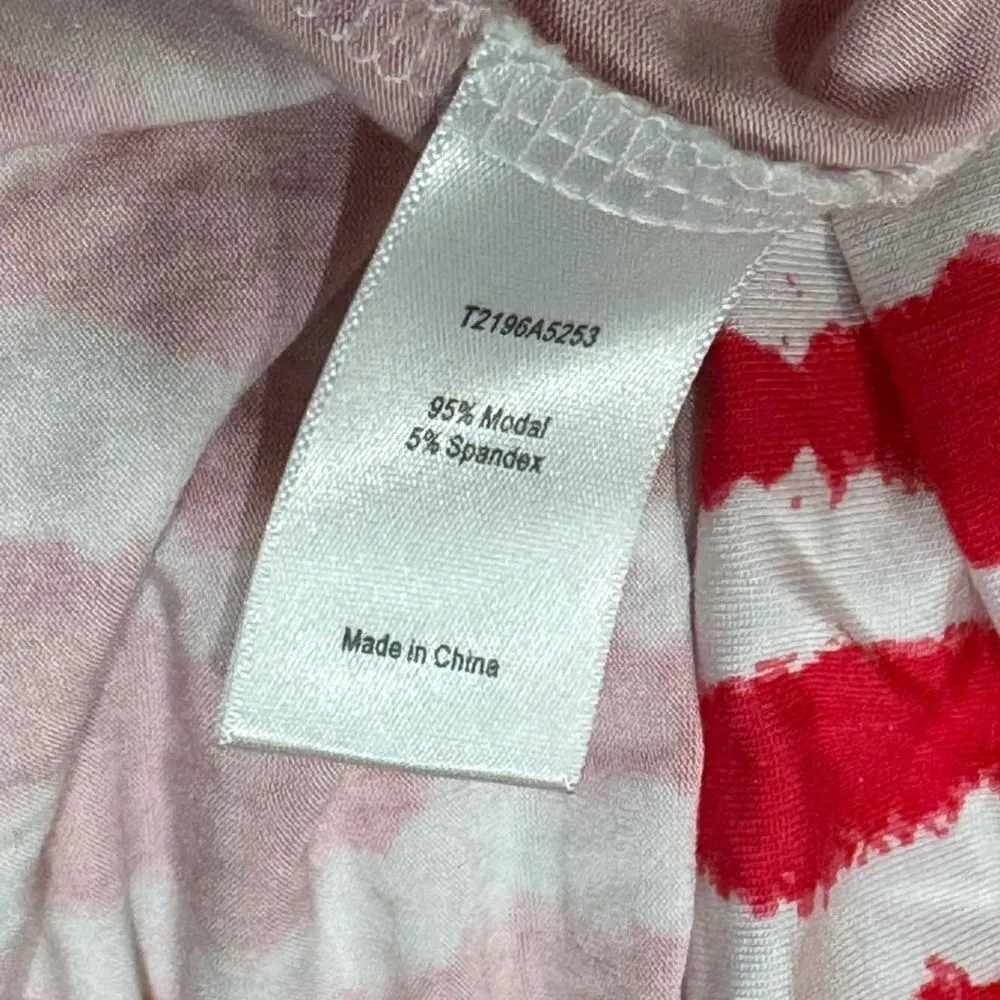 T2196A5253
95% Modal
5% Spandex
Made in China